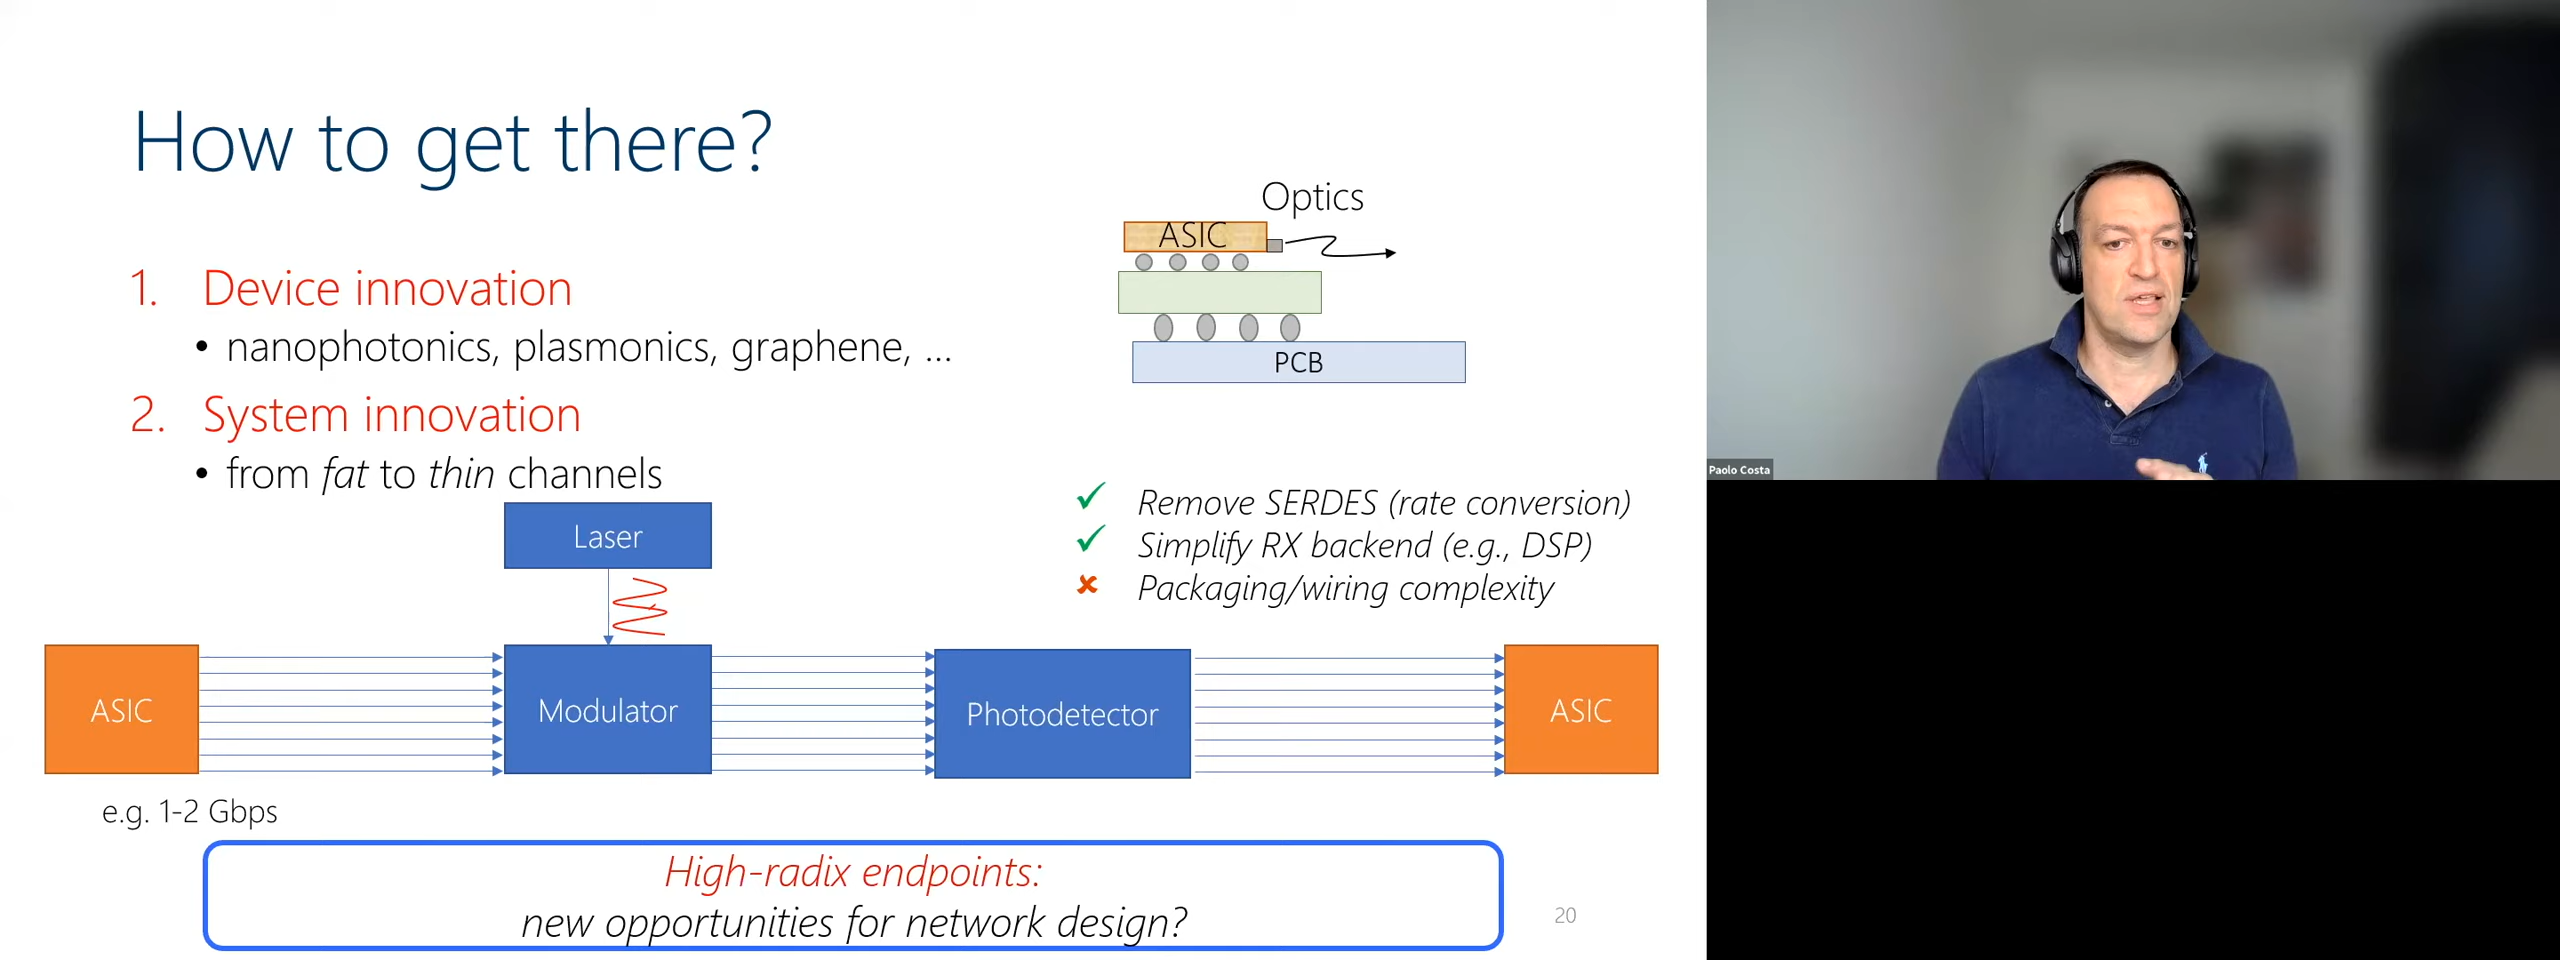 How to get there?
1. Device innovation
• nanophotonics, plasmonics, graphene, ...
2. System innovation
• from fat to thin channels
Optics
ASIC
PCB
✓ Remove SERDES (rate conversion)
✓ Simplify RX backend (e.g., DSP)
✘ Packaging/wiring complexity
Laser
ASIC
Modulator
Photodetector
ASIC
e.g. 1-2 Gbps
High-radix endpoints:
new opportunities for network design?
20
Paolo Costa